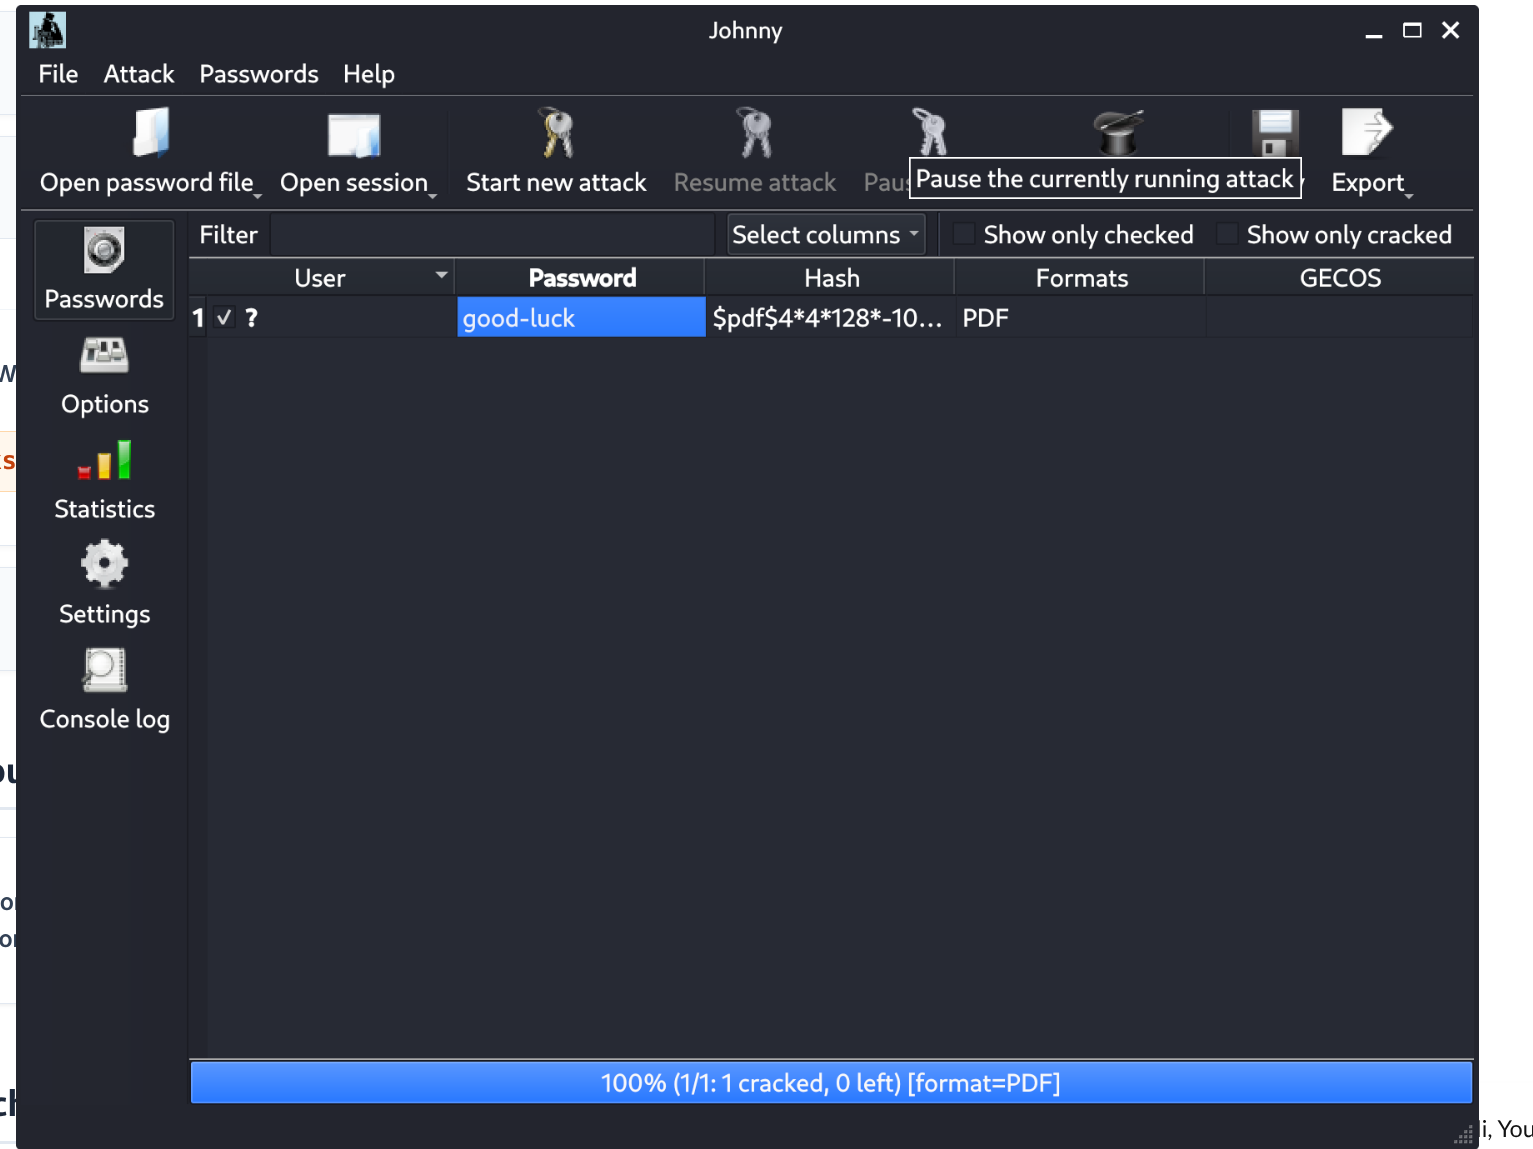 Johnny
File Attack Passwords Help
Open password file Open session Start new attack Resume attack Paus Pause the currently running attack Export
Passwords
Filter Select columns Show only checked Show only cracked
User Password Hash Formats GECOS
1 ? good-luck $pdf$4*4*128*-10... PDF
Options
Statistics
Settings
Console log
100% (1/1: 1 cracked, 0 left) [format=PDF]
i, You